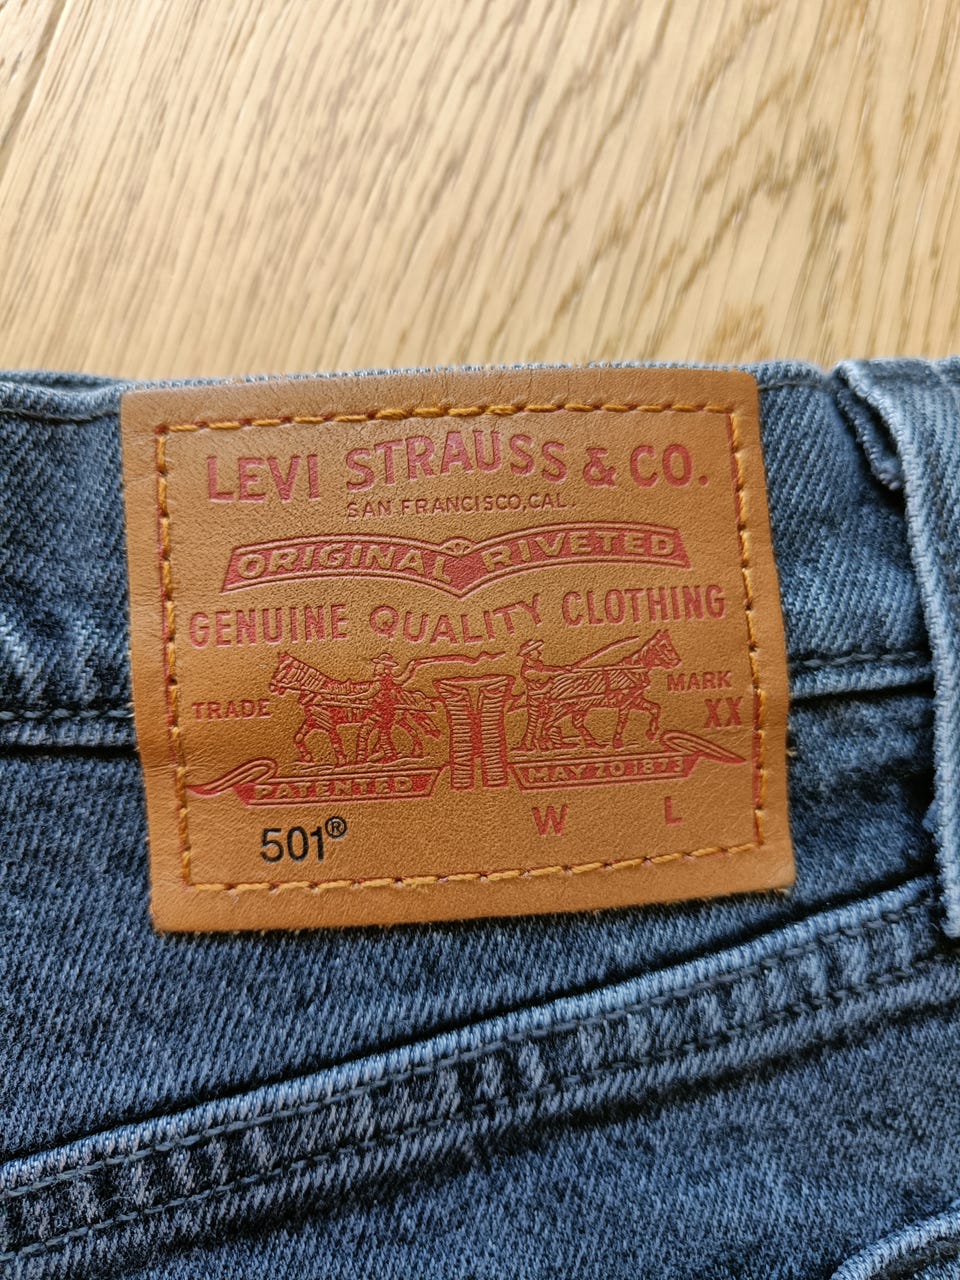 LEVI STRAUSS & CO.
SAN FRANCISCO, CAL.
ORIGINAL RIVETED
GENUINE QUALITY CLOTHING
TRADE MARK
XX
PATENTED MAY 20 1873
W L
501®